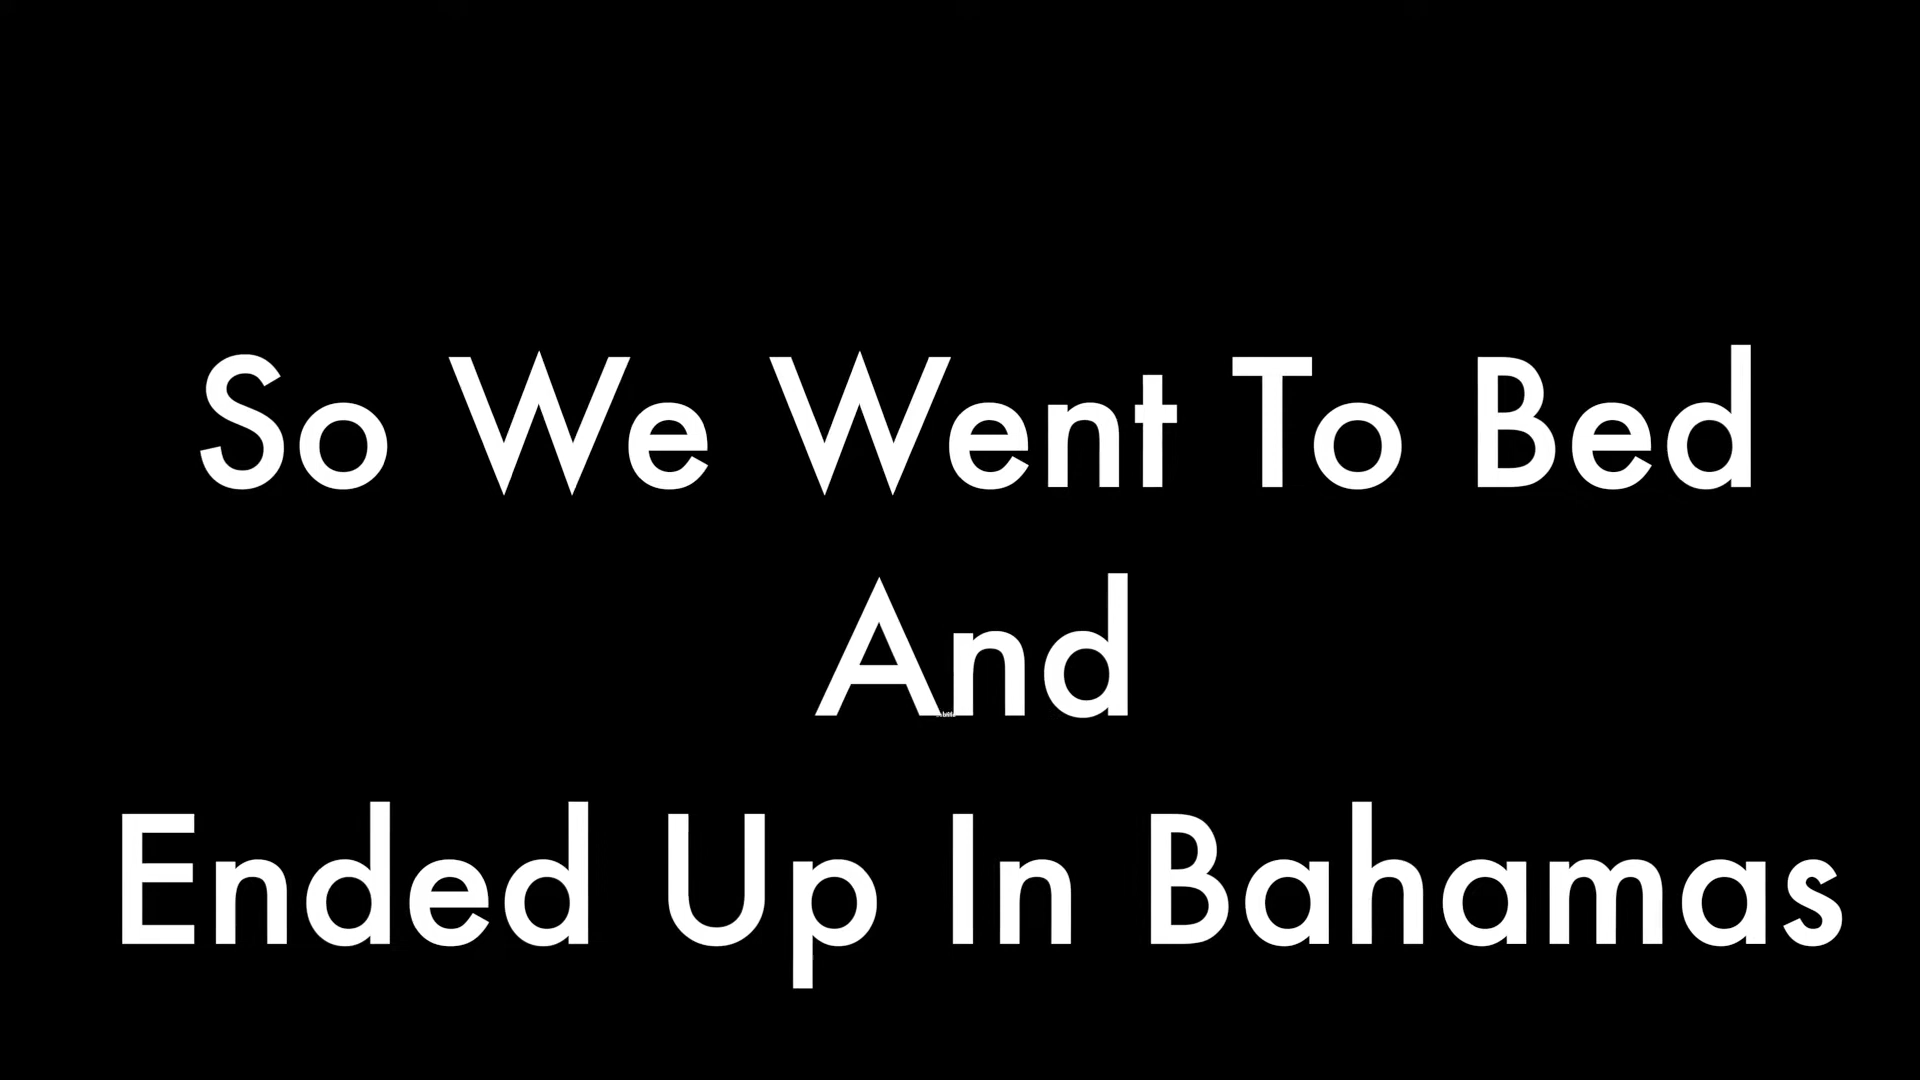 So We Went To Bed
And
Ended Up In Bahamas